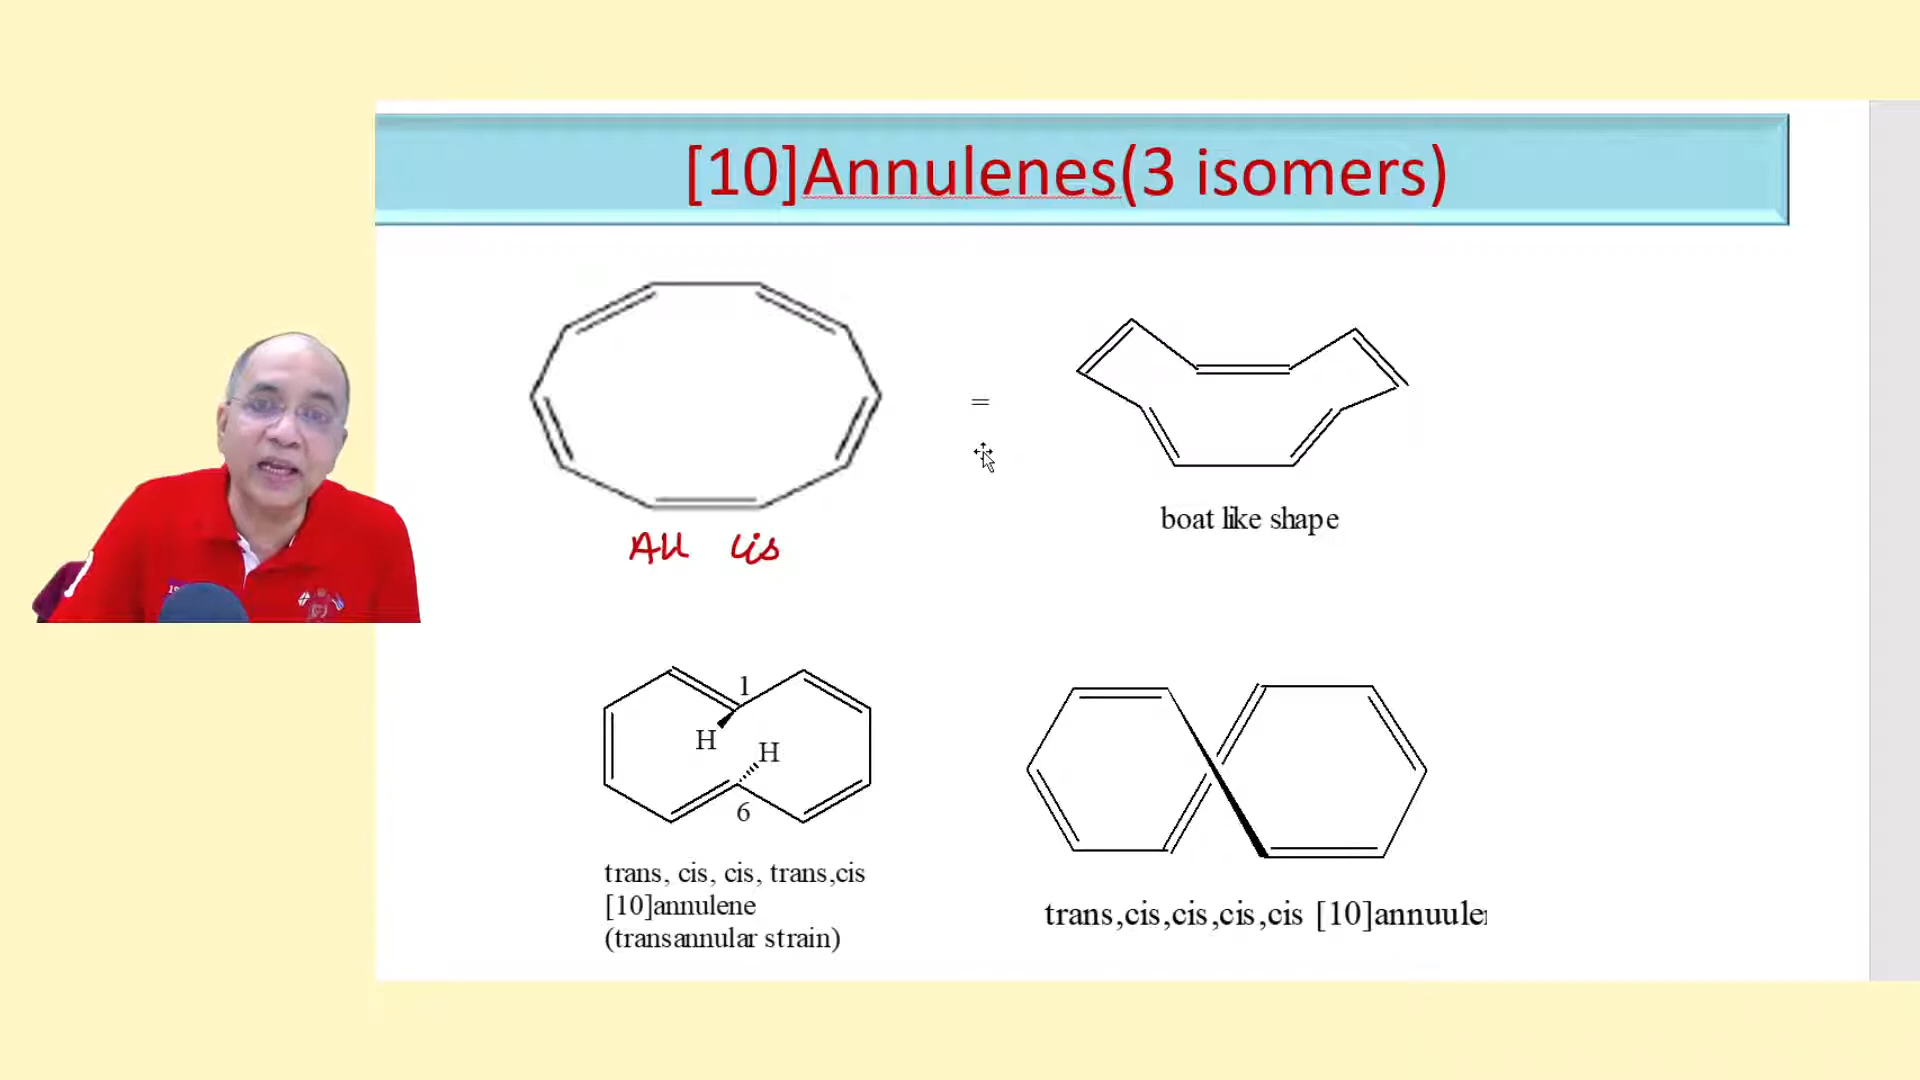 [10]Annulenes(3 isomers)
=
All cis
boat like shape
1
H
H
6
trans, cis, cis, trans,cis
[10]annulene
(transannular strain)
trans,cis,cis,cis,cis [10]annuule